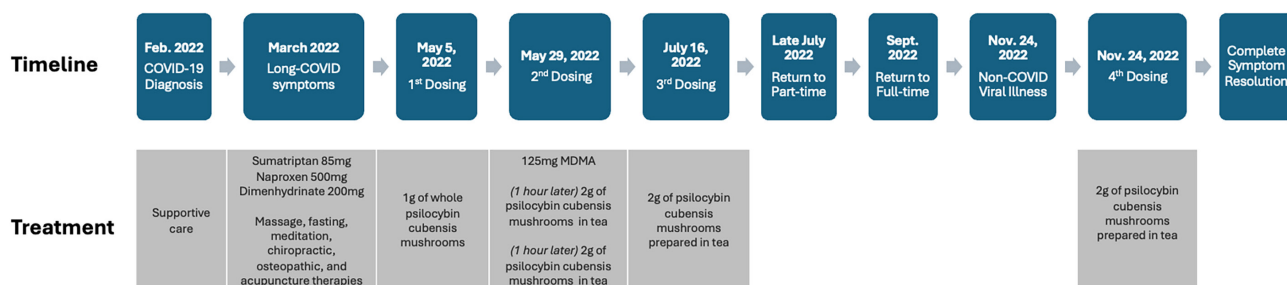 Timeline
Feb. 2022
COVID-19
Diagnosis
March 2022
Long-COVID
symptoms
May 5,
2022
1st Dosing
May 29, 2022
2nd Dosing
July 16,
2022
3rd Dosing
Late July
2022
Return to
Part-time
Sept.
2022
Return to
Full-time
Nov. 24,
2022
Non-COVID
Viral Illness
Nov. 24, 2022
4th Dosing
Complete
Symptom
Resolution
Treatment
Supportive
care
Sumatriptan 85mg
Naproxen 500mg
Dimenhydrinate 200mg
Massage, fasting,
meditation,
chiropractic,
osteopathic, and
acupuncture therapies
1g of whole
psilocybin
cubensis
mushrooms
125mg MDMA
(1 hour later) 2g of
psilocybin cubensis
mushrooms in tea
(1 hour later) 2g of
psilocybin cubensis
mushrooms in tea
2g of psilocybin
cubensis
mushrooms
prepared in tea
2g of psilocybin
cubensis
mushrooms
prepared in tea